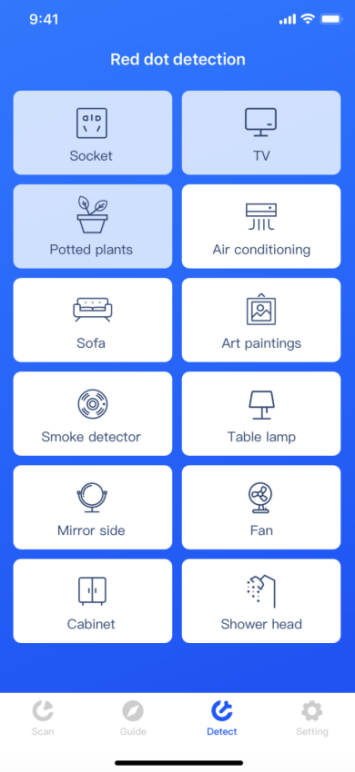 9:41
Red dot detection
Socket
TV
Potted plants
Air conditioning
Sofa
Art paintings
Smoke detector
Table lamp
Mirror side
Fan
Cabinet
Shower head
Scan
Guide
Detect
Setting